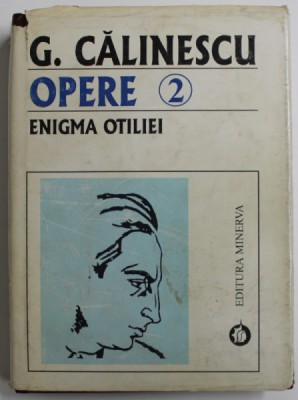 G. CĂLINESCU
OPERE 2
ENIGMA OTILIEI
EDITURA MINERVA